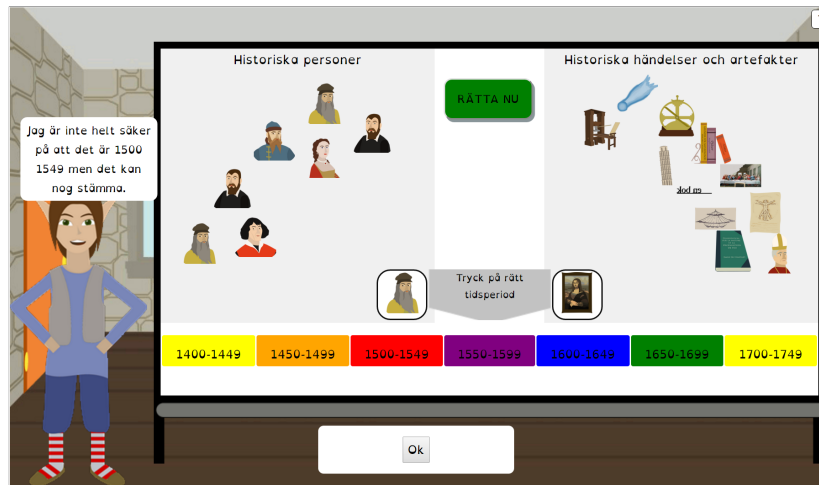 Historiska personer
Historiska händelser och artefakter
RÄTTA NU
Jag är inte helt säker
på att det är 1500
1549 men det kan
nog stämma.
en bok
Tryck på rätt
tidsperiod
1400-1449
1450-1499
1500-1549
1550-1599
1600-1649
1650-1699
1700-1749
Ok